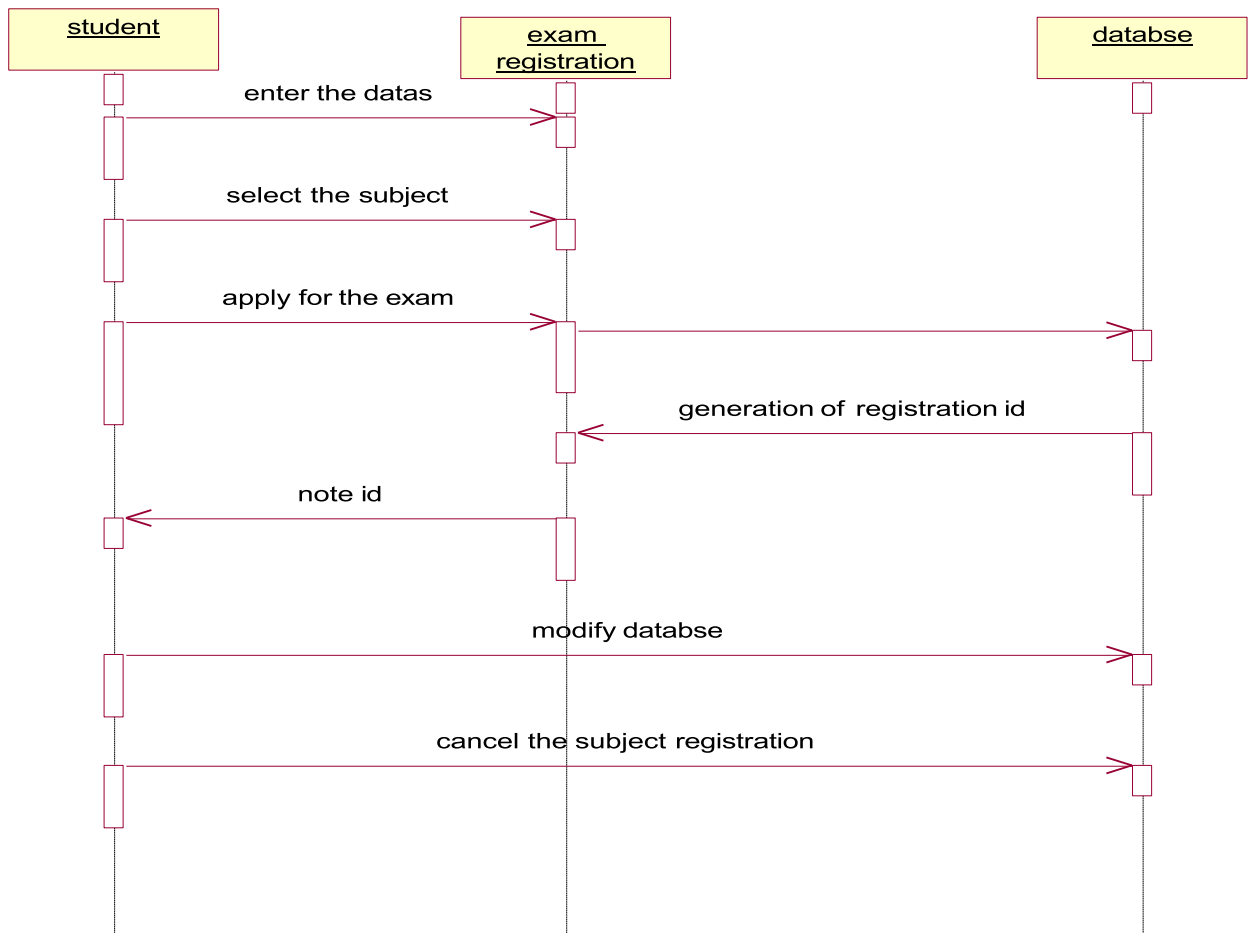 student
exam
registration
databse
enter the datas
select the subject
apply for the exam
generation of registration id
note id
modify databse
cancel the subject registration